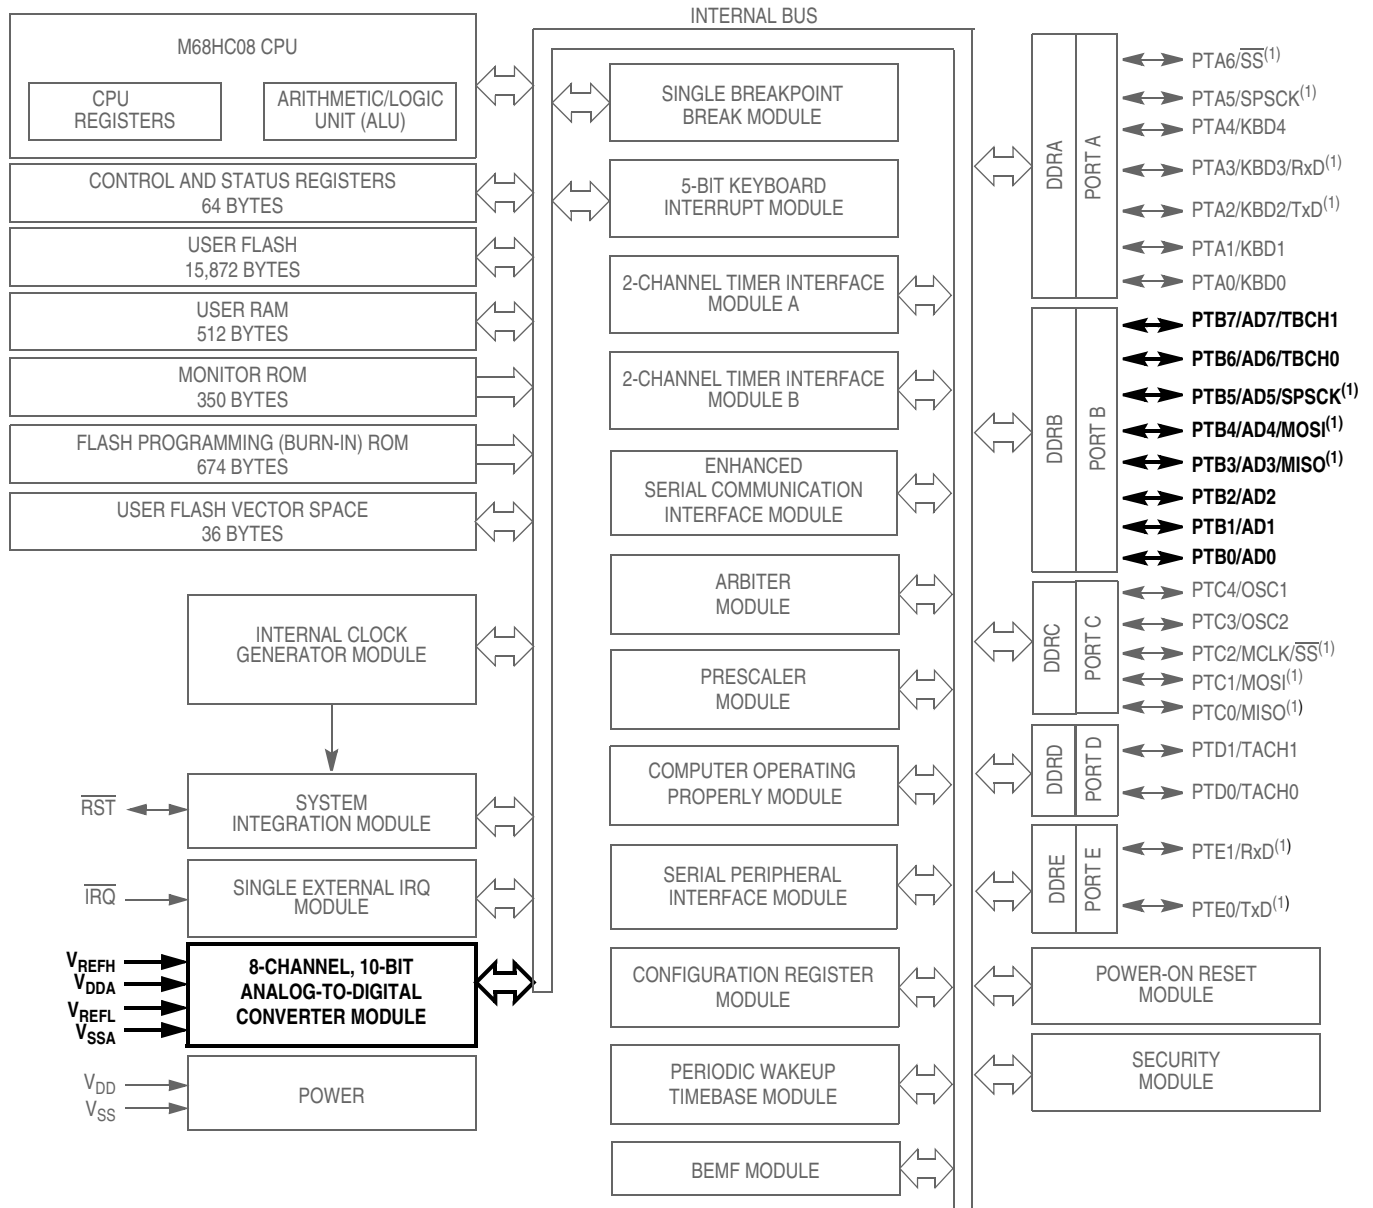 INTERNAL BUS
M68HC08 CPU
CPU
REGISTERS
ARITHMETIC/LOGIC
UNIT (ALU)
CONTROL AND STATUS REGISTERS
64 BYTES
USER FLASH
15,872 BYTES
USER RAM
512 BYTES
MONITOR ROM
350 BYTES
FLASH PROGRAMMING (BURN-IN) ROM
674 BYTES
USER FLASH VECTOR SPACE
36 BYTES
INTERNAL CLOCK
GENERATOR MODULE
RST
SYSTEM
INTEGRATION MODULE
IRQ
SINGLE EXTERNAL IRQ
MODULE
VREFH
VDDA
VREFL
VSSA
8-CHANNEL, 10-BIT
ANALOG-TO-DIGITAL
CONVERTER MODULE
VDD
VSS
POWER
SINGLE BREAKPOINT
BREAK MODULE
5-BIT KEYBOARD
INTERRUPT MODULE
2-CHANNEL TIMER INTERFACE
MODULE A
2-CHANNEL TIMER INTERFACE
MODULE B
ENHANCED
SERIAL COMMUNICATION
INTERFACE MODULE
ARBITER
MODULE
PRESCALER
MODULE
COMPUTER OPERATING
PROPERLY MODULE
SERIAL PERIPHERAL
INTERFACE MODULE
CONFIGURATION REGISTER
MODULE
PERIODIC WAKEUP
TIMEBASE MODULE
BEMF MODULE
DDRA
PORT A
PTA6/SS(1)
PTA5/SPSCK(1)
PTA4/KBD4
PTA3/KBD3/RxD(1)
PTA2/KBD2/TxD(1)
PTA1/KBD1
PTA0/KBD0
DDRB
PORT B
PTB7/AD7/TBCH1
PTB6/AD6/TBCH0
PTB5/AD5/SPSCK(1)
PTB4/AD4/MOSI(1)
PTB3/AD3/MISO(1)
PTB2/AD2
PTB1/AD1
PTB0/AD0
DDRC
PORT C
PTC4/OSC1
PTC3/OSC2
PTC2/MCLK/SS(1)
PTC1/MOSI(1)
PTC0/MISO(1)
DDRD
PORT D
PTD1/TACH1
PTD0/TACH0
DDRE
PORT E
PTE1/RxD(1)
PTE0/TxD(1)
POWER-ON RESET
MODULE
SECURITY
MODULE